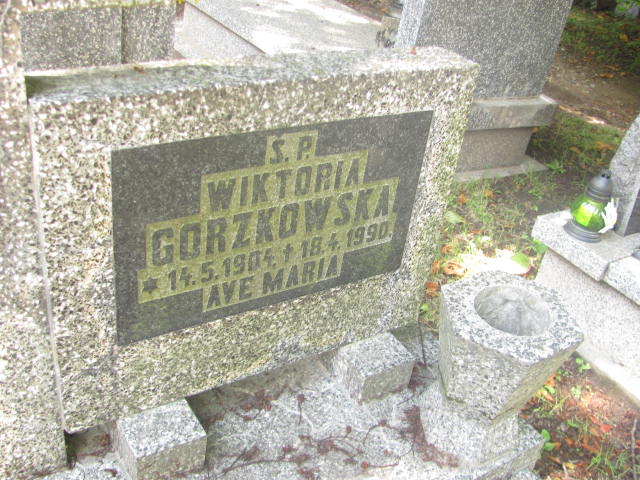 Ś. P.
WIKTORIA
GORZKOWSKA
* 14.5.1904. † 18.4.1990.
AVE MARIA